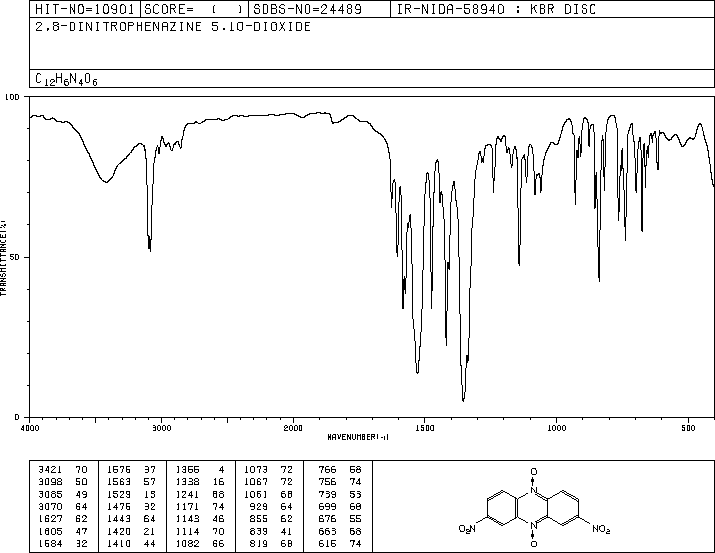 HIT-NO=10901 SCORE= ( ) SDBS-NO=24489 IR-NIDA-58940 : KBR DISC
2,8-DINITROPHENAZINE 5,10-DIOXIDE
C12H6N4O6
100
TRANSMITTANCE(%)
50
0
4000 3000 2000 1500 1000 500
WAVENUMBER(-1)
3421 70 1576 37 1355 4 1073 72 766 58
3098 50 1563 57 1338 16 1067 72 756 74
3085 49 1529 13 1241 68 1061 68 739 53
3070 64 1476 32 1171 74 929 64 699 68
1627 62 1443 64 1143 46 855 62 676 55
1605 47 1420 21 1114 70 839 41 663 68
1584 32 1410 44 1082 66 819 68 615 74
O
N
O2N NO2
N
O